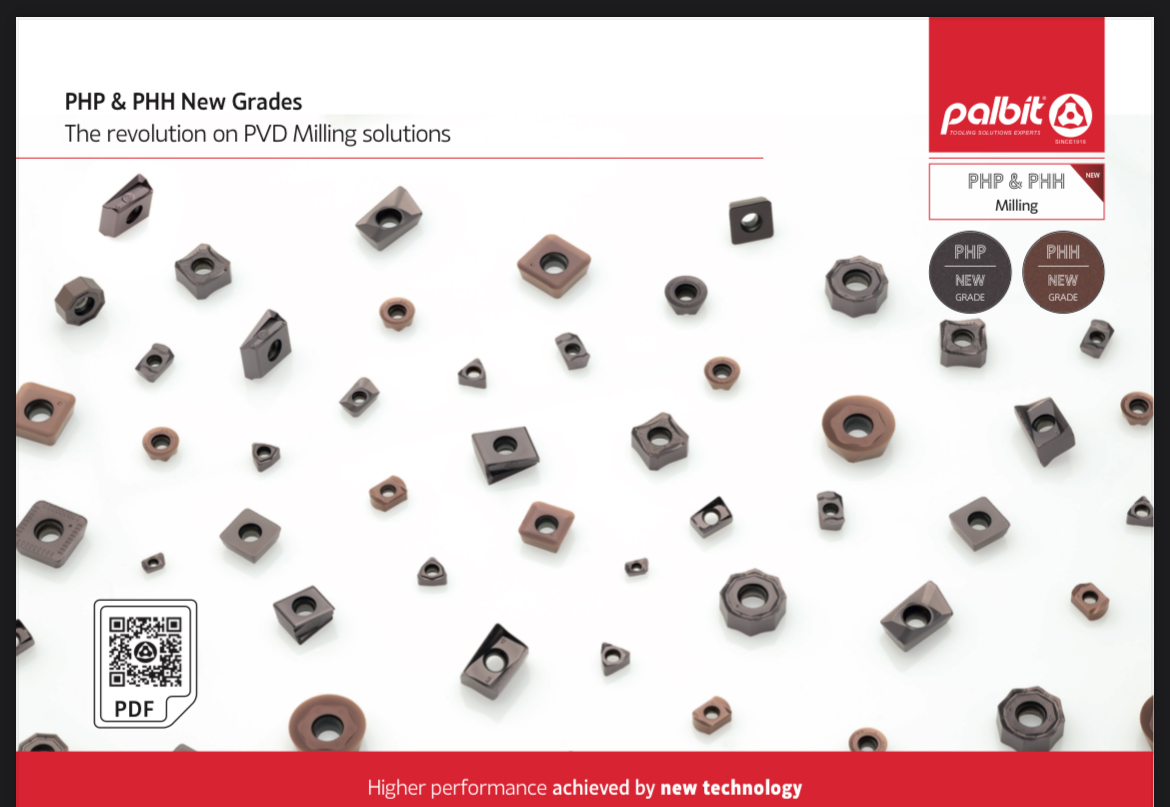 PHP & PHH New Grades
The revolution on PVD Milling solutions
palbit
TOOLING SOLUTIONS EXPERTS
SINCE1916
PHP & PHH
NEW
Milling
PHP
NEW
GRADE
PHH
NEW
GRADE
PDF
Higher performance achieved by new technology